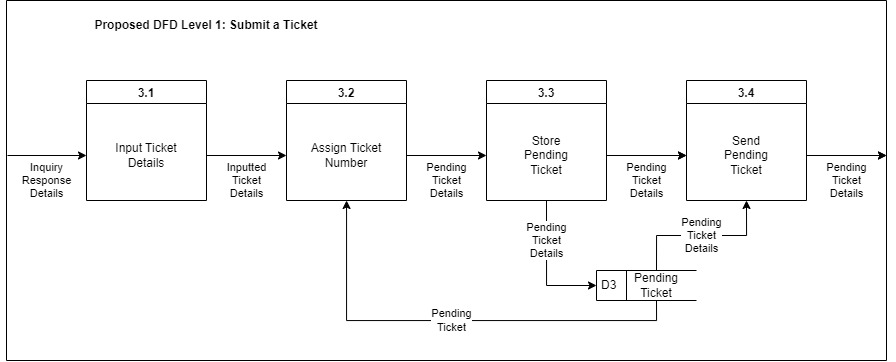 Proposed DFD Level 1: Submit a Ticket
3.1
3.2
3.3
3.4
Input Ticket
Details
Assign Ticket
Number
Store
Pending
Ticket
Send
Pending
Ticket
Inquiry
Response
Details
Inputted
Ticket
Details
Pending
Ticket
Details
Pending
Ticket
Details
Pending
Ticket
Details
Pending
Ticket
Details
Pending
Ticket
Details
D3
Pending
Ticket
Pending
Ticket